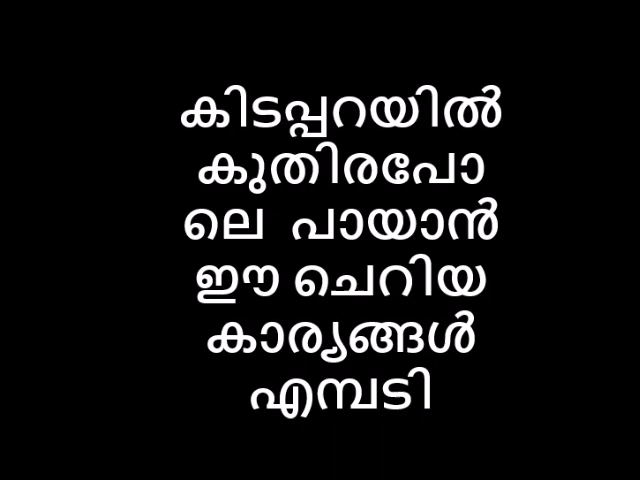 കിടപ്പറയിൽ
കുതിരപോ
ലെ പായാൻ
ഈ ചെറിയ
കാര്യങ്ങൾ
എമ്പടി